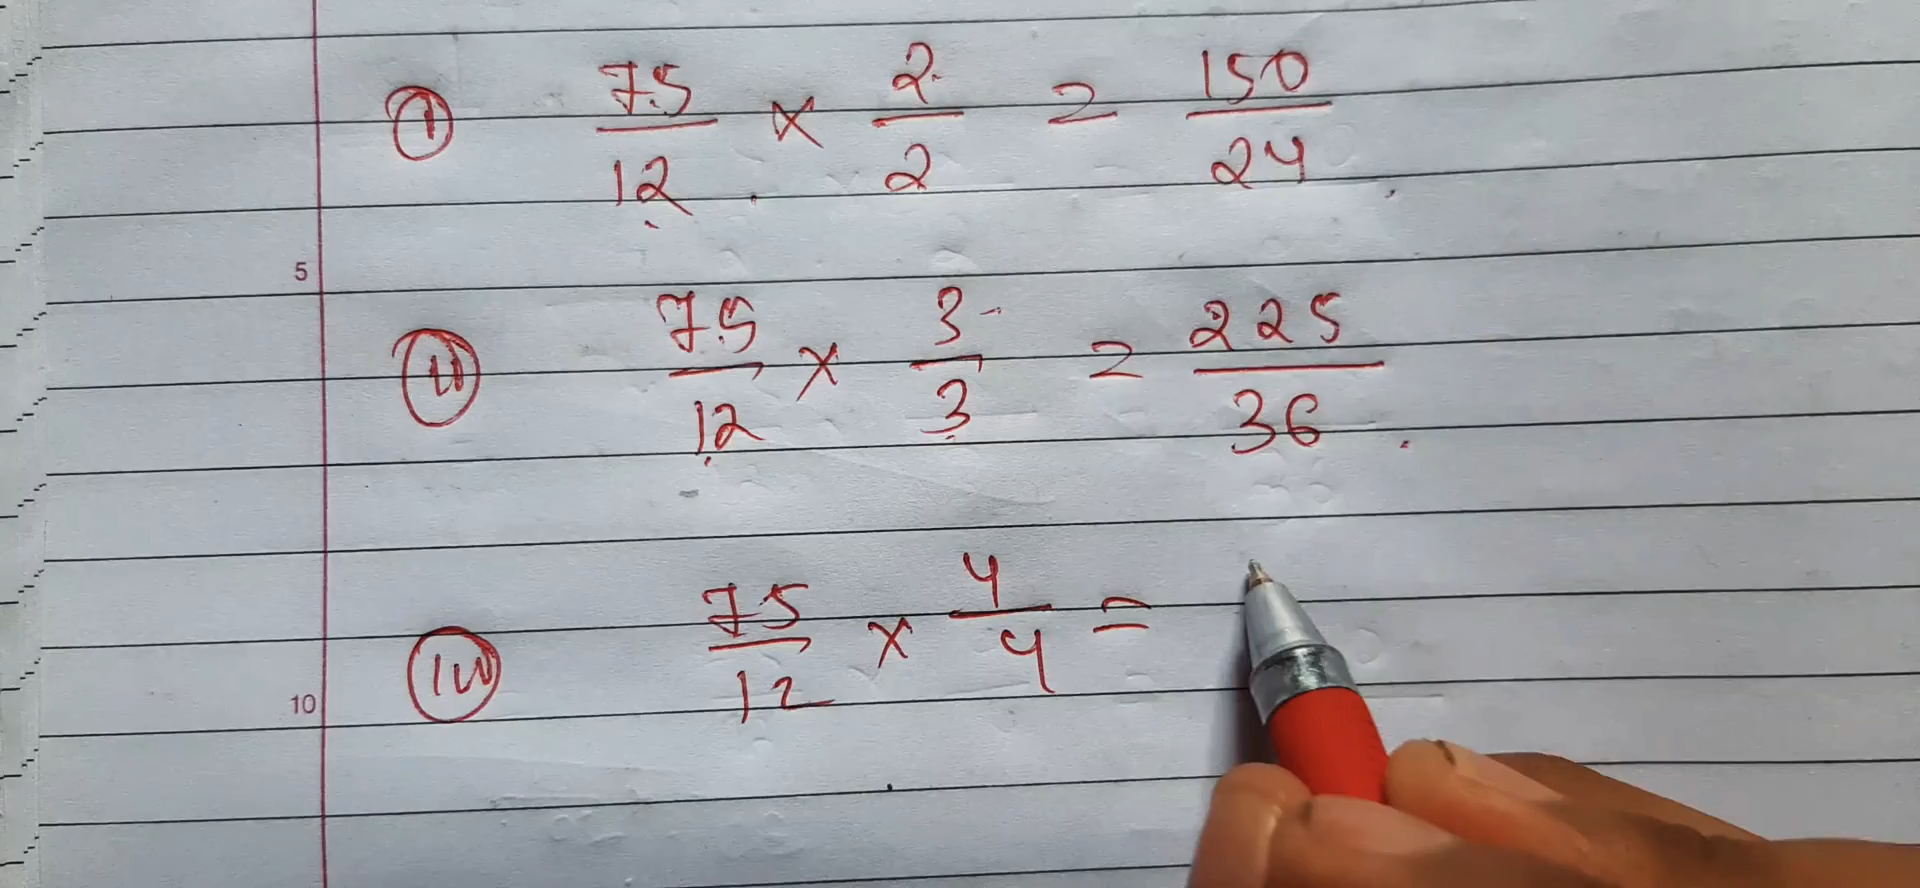 (i) 75/12 × 2/2 = 150/24
5
(ii) 75/12 × 3/3 = 225/36
(iii) 75/12 × 4/4 =
10